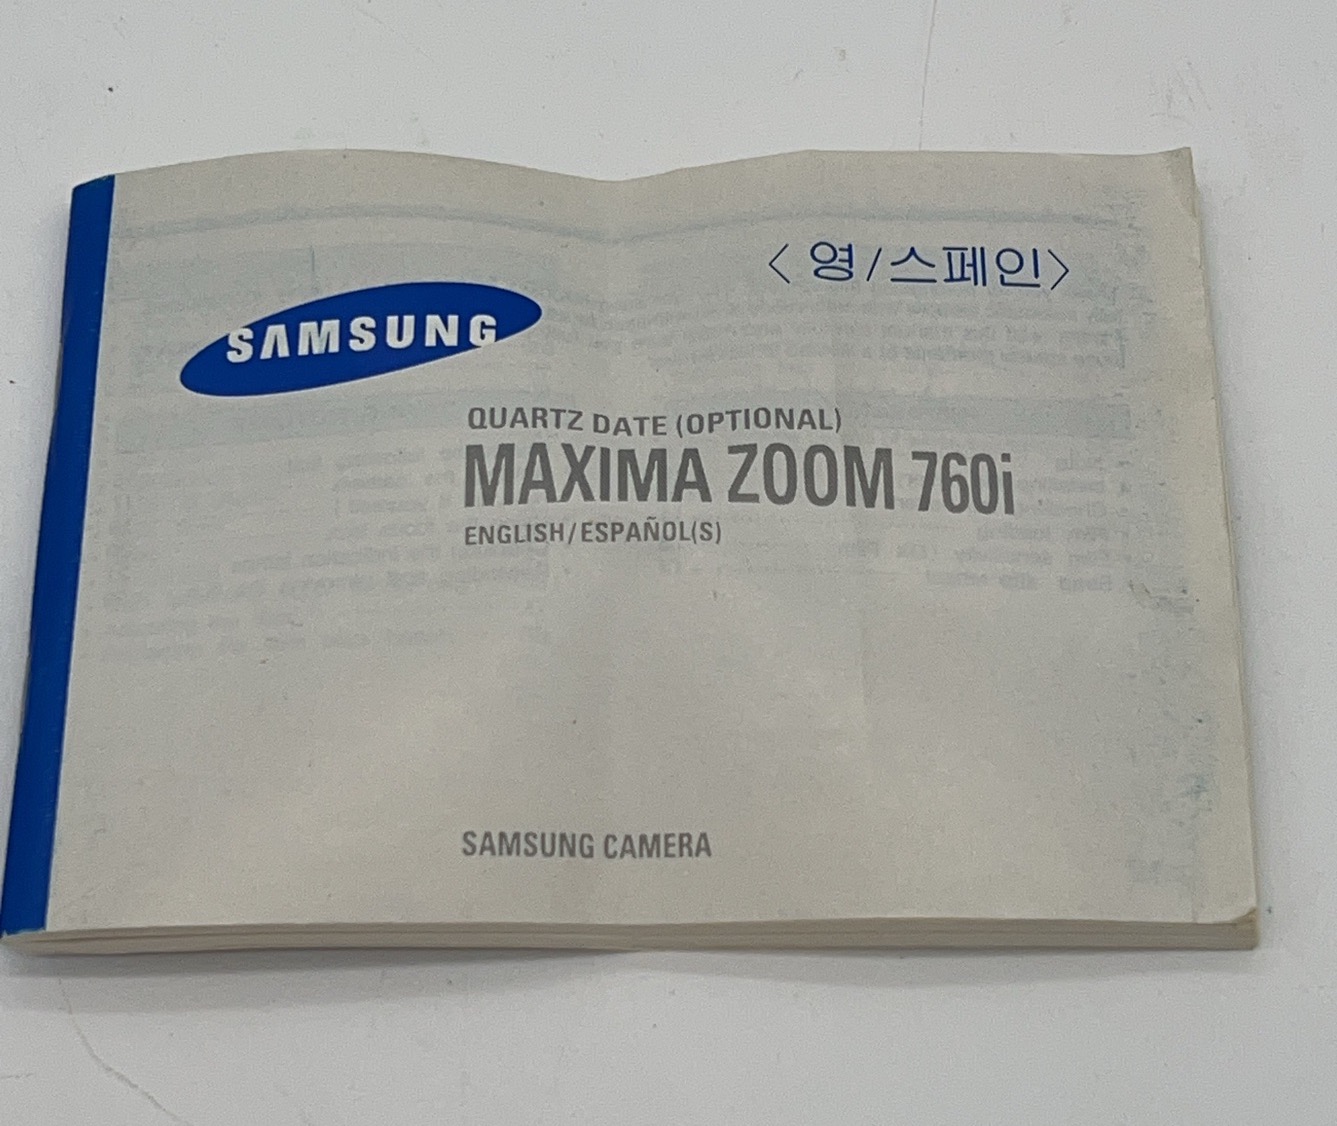 < 영/스페인>
SAMSUNG
QUARTZ DATE (OPTIONAL)
MAXIMA ZOOM 760i
ENGLISH/ESPAÑOL(S)
SAMSUNG CAMERA